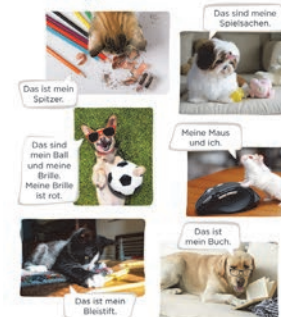 Das sind meine
Spielsachen.
Das ist mein
Spitzer.
Meine Maus
und ich.
Das sind
mein Ball
und meine
Brille.
Meine Brille
ist rot.
Das ist
mein Buch.
Das ist mein
Bleistift.